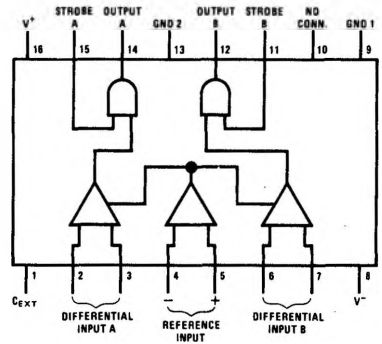 STROBE OUTPUT OUTPUT STROBE NO
V+ A A GND 2 B B CONN. GND 1
16 15 14 13 12 11 10 9
1 2 3 4 5 6 7 8
CEXT − + V−
DIFFERENTIAL REFERENCE DIFFERENTIAL
INPUT A INPUT INPUT B